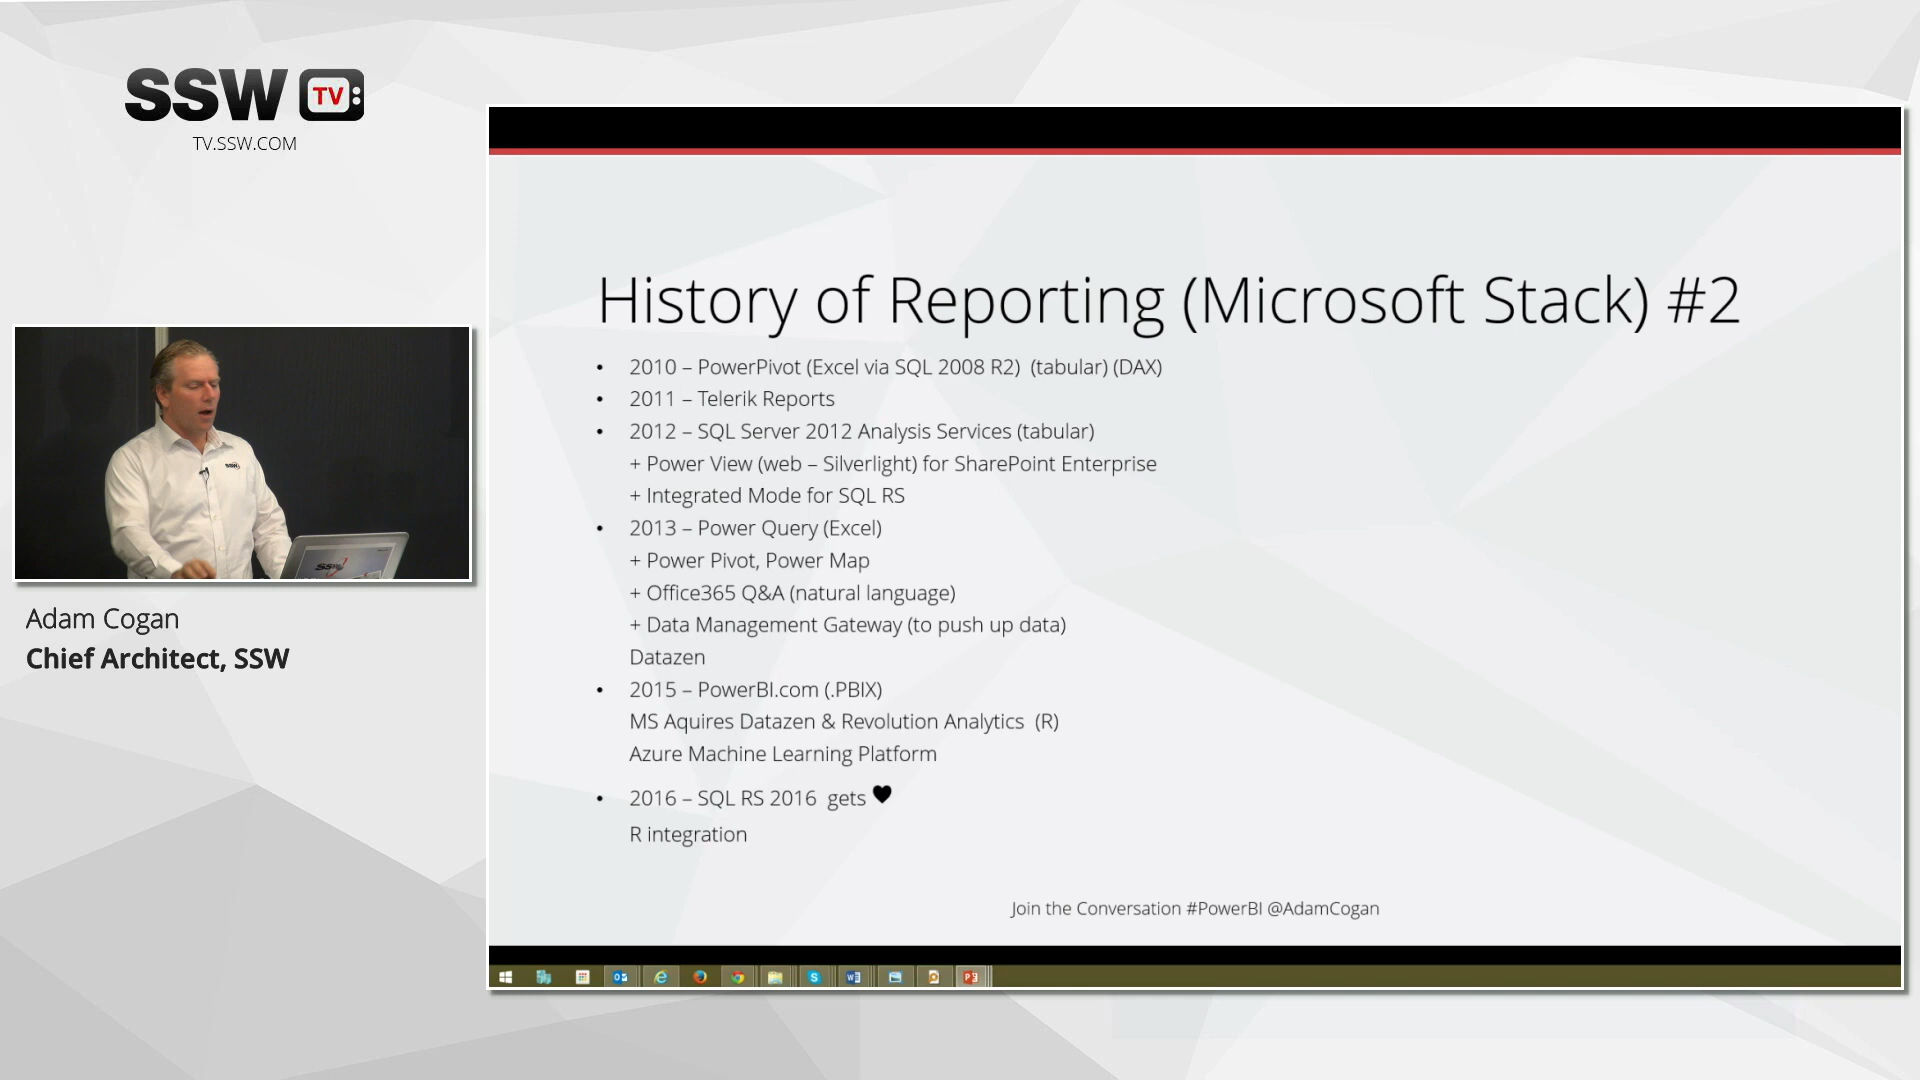 SSW TV
TV.SSW.COM
SSW
SSW
Adam Cogan
Chief Architect, SSW
History of Reporting (Microsoft Stack) #2
• 2010 – PowerPivot (Excel via SQL 2008 R2) (tabular) (DAX)
• 2011 – Telerik Reports
• 2012 – SQL Server 2012 Analysis Services (tabular)
+ Power View (web – Silverlight) for SharePoint Enterprise
+ Integrated Mode for SQL RS
• 2013 – Power Query (Excel)
+ Power Pivot, Power Map
+ Office365 Q&A (natural language)
+ Data Management Gateway (to push up data)
Datazen
• 2015 – PowerBI.com (.PBIX)
MS Aquires Datazen & Revolution Analytics (R)
Azure Machine Learning Platform
• 2016 – SQL RS 2016 gets ♥
R integration
Join the Conversation #PowerBI @AdamCogan